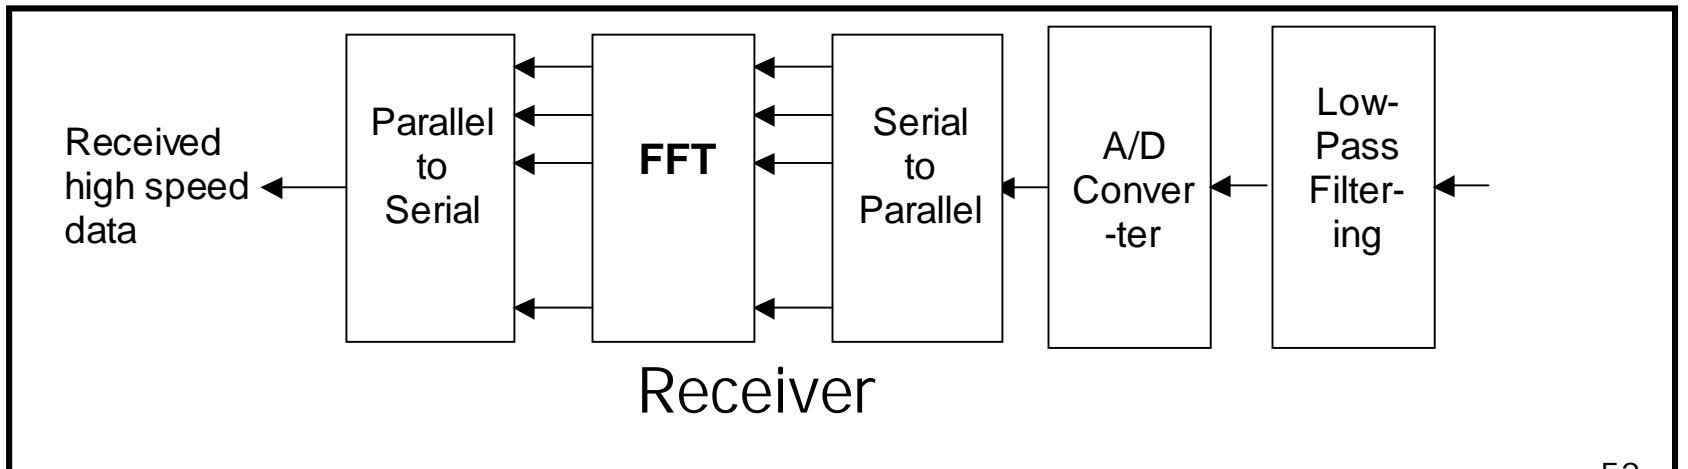 Received
high speed
data
Parallel
to
Serial
FFT
Serial
to
Parallel
A/D
Conver
-ter
Low-
Pass
Filter-
ing
Receiver